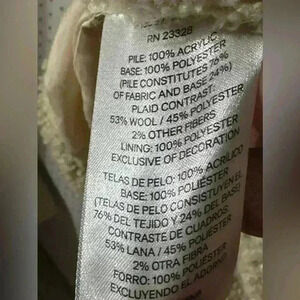 RN 23328
PILE: 100% ACRYLIC
BASE: 100% POLYESTER
(PILE CONSTITUTES 76%
OF FABRIC AND BASE 24%)
PLAID CONTRAST:
53% WOOL / 45% POLYESTER
2% OTHER FIBERS
LINING: 100% POLYESTER
EXCLUSIVE OF DECORATION
TELAS DE PELO: 100% ACRILICO
BASE: 100% POLIÉSTER
(TELAS DE PELO CONSISTUYEN EL
76% DEL TEJIDO Y 24% DEL BASE)
CONTRASTE DE CUADROS:
53% LANA / 45% POLIÉSTER
2% OTRA FIBRA
FORRO: 100% POLIÉSTER
EXCLUYENDO EL ADORNO